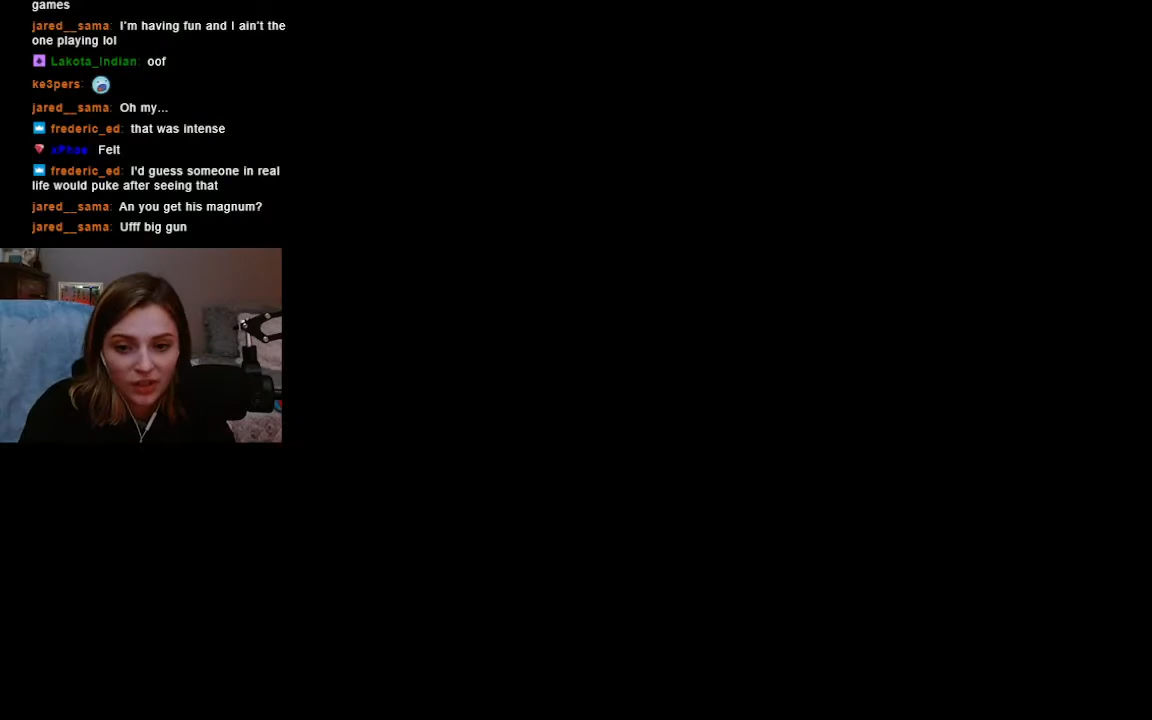 games
jared__sama: I'm having fun and I ain't the
one playing lol
Lakota_Indian: oof
ke3pers:
jared__sama: Oh my...
frederic_ed: that was intense
xPhoe: Felt
frederic_ed: I'd guess someone in real
life would puke after seeing that
jared__sama: An you get his magnum?
jared__sama: Ufff big gun